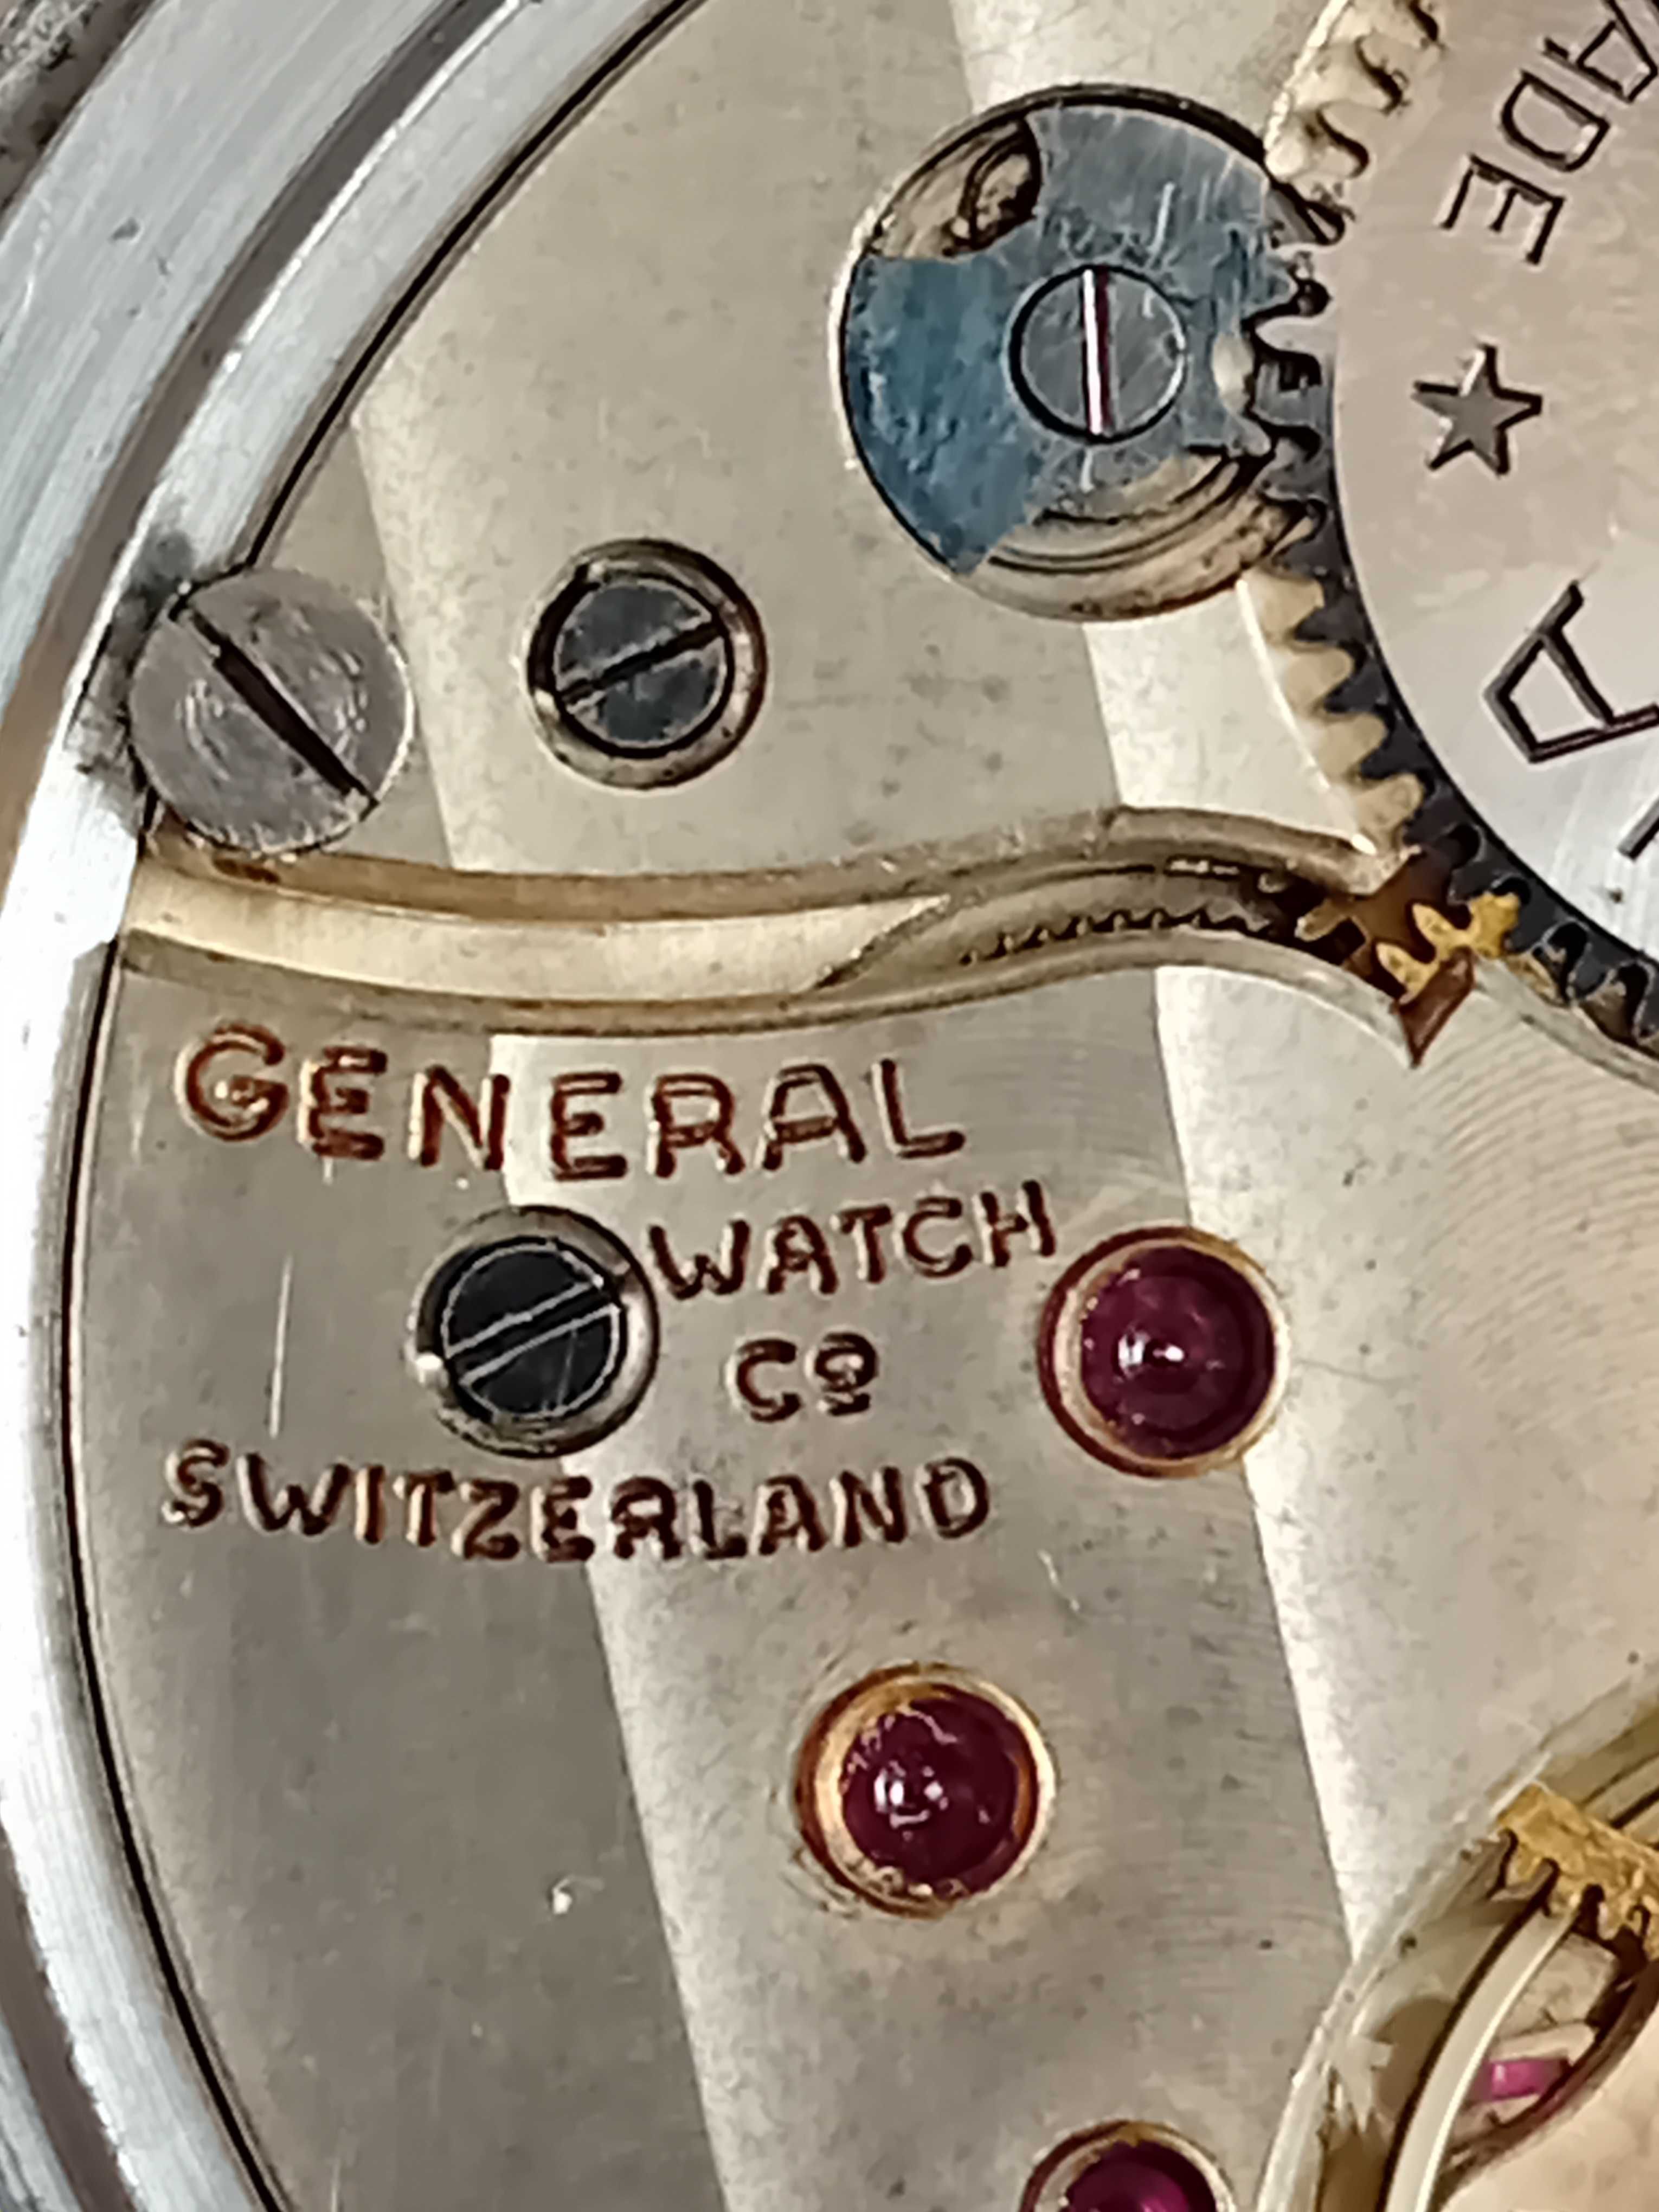 ADE
★
A
GENERAL
WATCH
Cº
SWITZERLAND